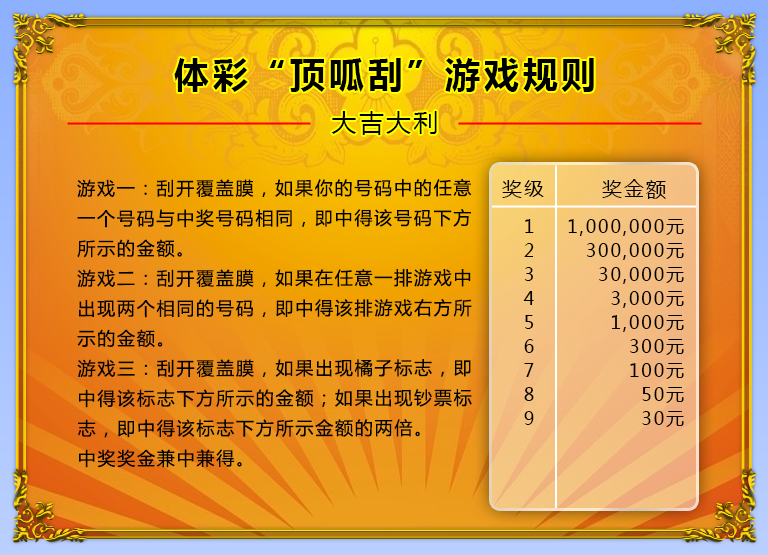 体彩“顶呱刮”游戏规则
大吉大利
游戏一：刮开覆盖膜，如果你的号码中的任意
一个号码与中奖号码相同，即中得该号码下方
所示的金额。
游戏二：刮开覆盖膜，如果在任意一排游戏中
出现两个相同的号码，即中得该排游戏右方所
示的金额。
游戏三：刮开覆盖膜，如果出现橘子标志，即
中得该标志下方所示的金额；如果出现钞票标
志，即中得该标志下方所示金额的两倍。
中奖奖金兼中兼得。
奖级 奖金额
1 1,000,000元
2 300,000元
3 30,000元
4 3,000元
5 1,000元
6 300元
7 100元
8 50元
9 30元